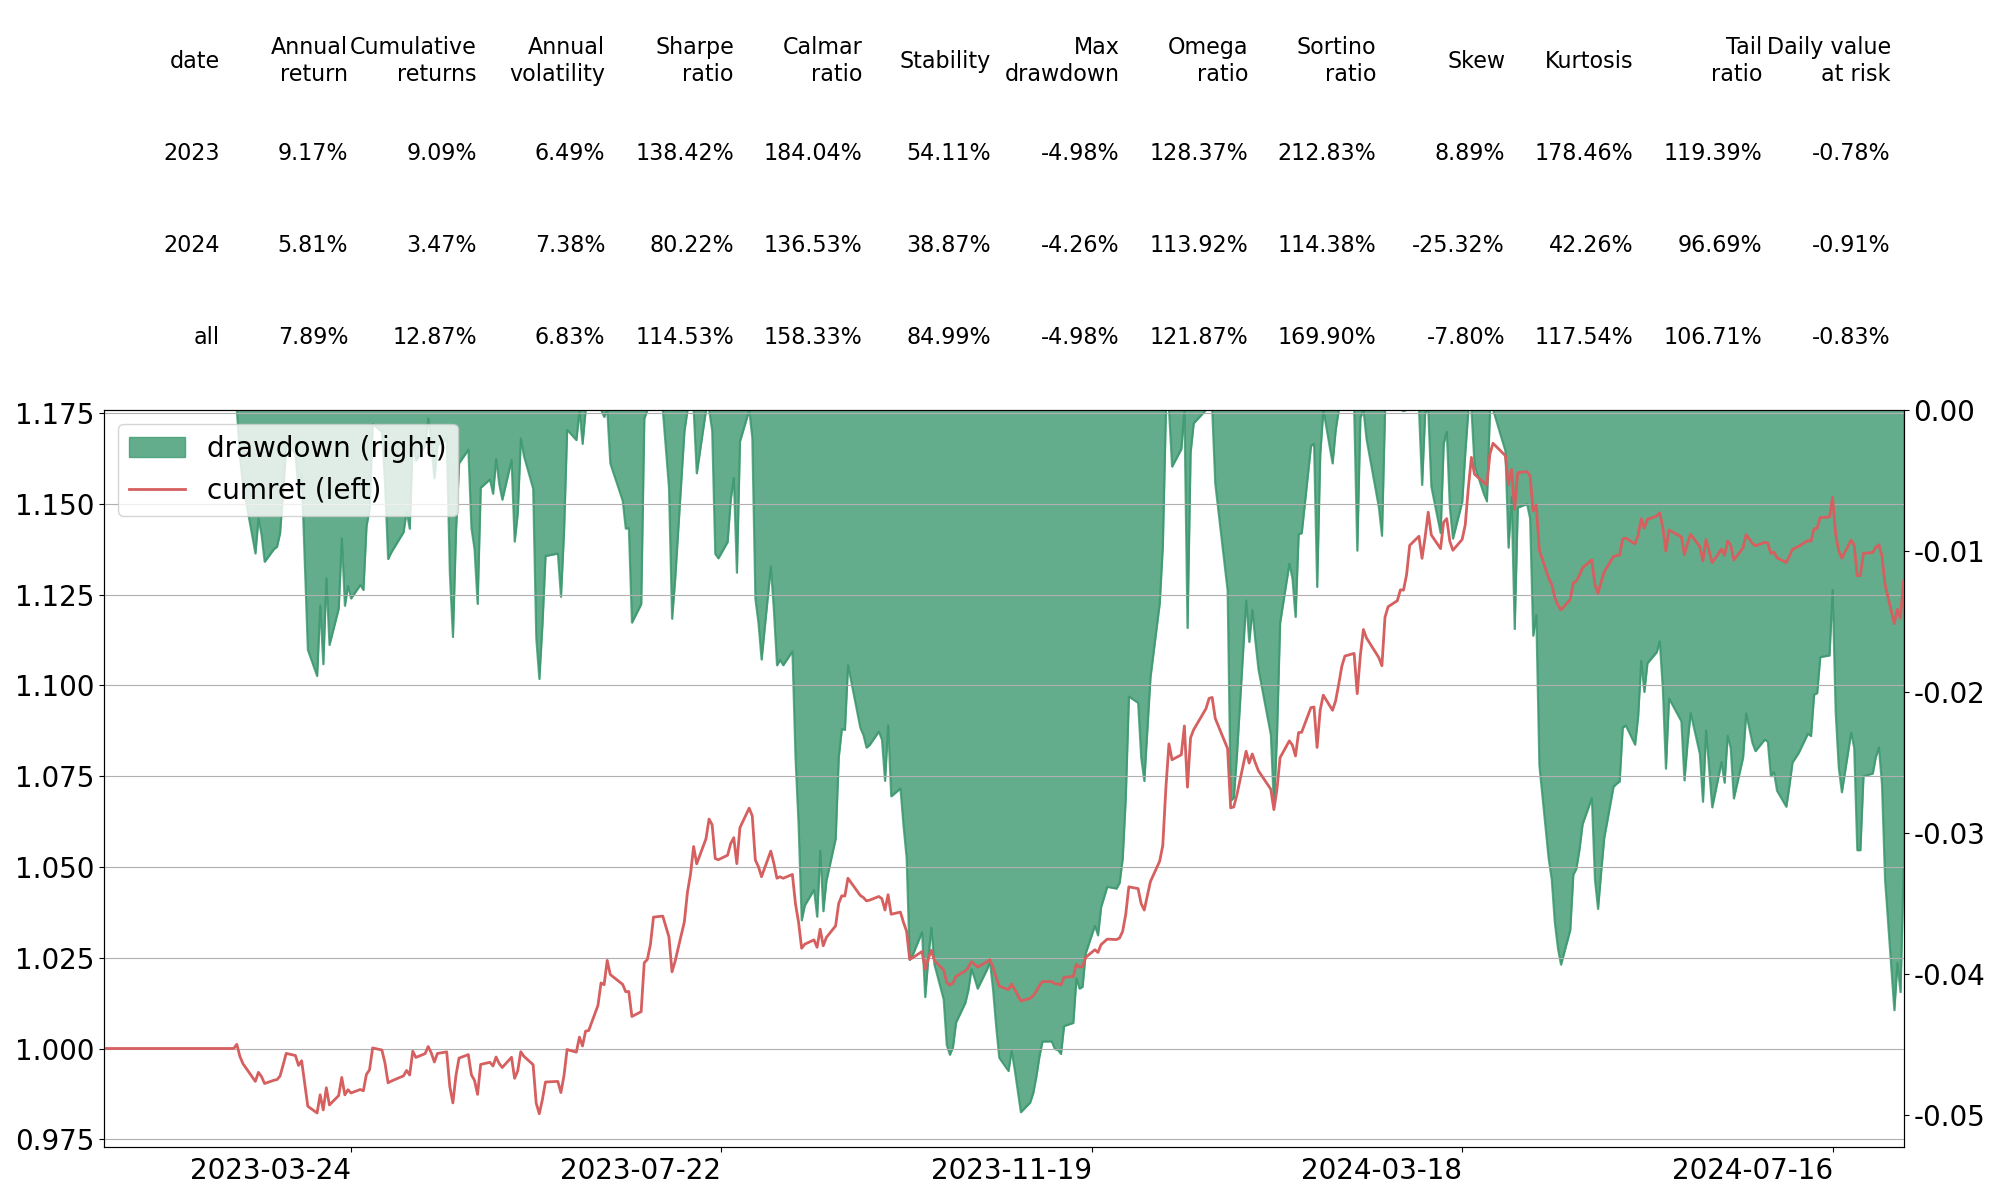 date Annual return Cumulative returns Annual volatility Sharpe ratio Calmar ratio Stability Max drawdown Omega ratio Sortino ratio Skew Kurtosis Tail ratio Daily value at risk
2023 9.17% 9.09% 6.49% 138.42% 184.04% 54.11% -4.98% 128.37% 212.83% 8.89% 178.46% 119.39% -0.78%
2024 5.81% 3.47% 7.38% 80.22% 136.53% 38.87% -4.26% 113.92% 114.38% -25.32% 42.26% 96.69% -0.91%
all 7.89% 12.87% 6.83% 114.53% 158.33% 84.99% -4.98% 121.87% 169.90% -7.80% 117.54% 106.71% -0.83%
drawdown (right)
cumret (left)
1.175
1.150
1.125
1.100
1.075
1.050
1.025
1.000
0.975
0.00
-0.01
-0.02
-0.03
-0.04
-0.05
2023-03-24 2023-07-22 2023-11-19 2024-03-18 2024-07-16